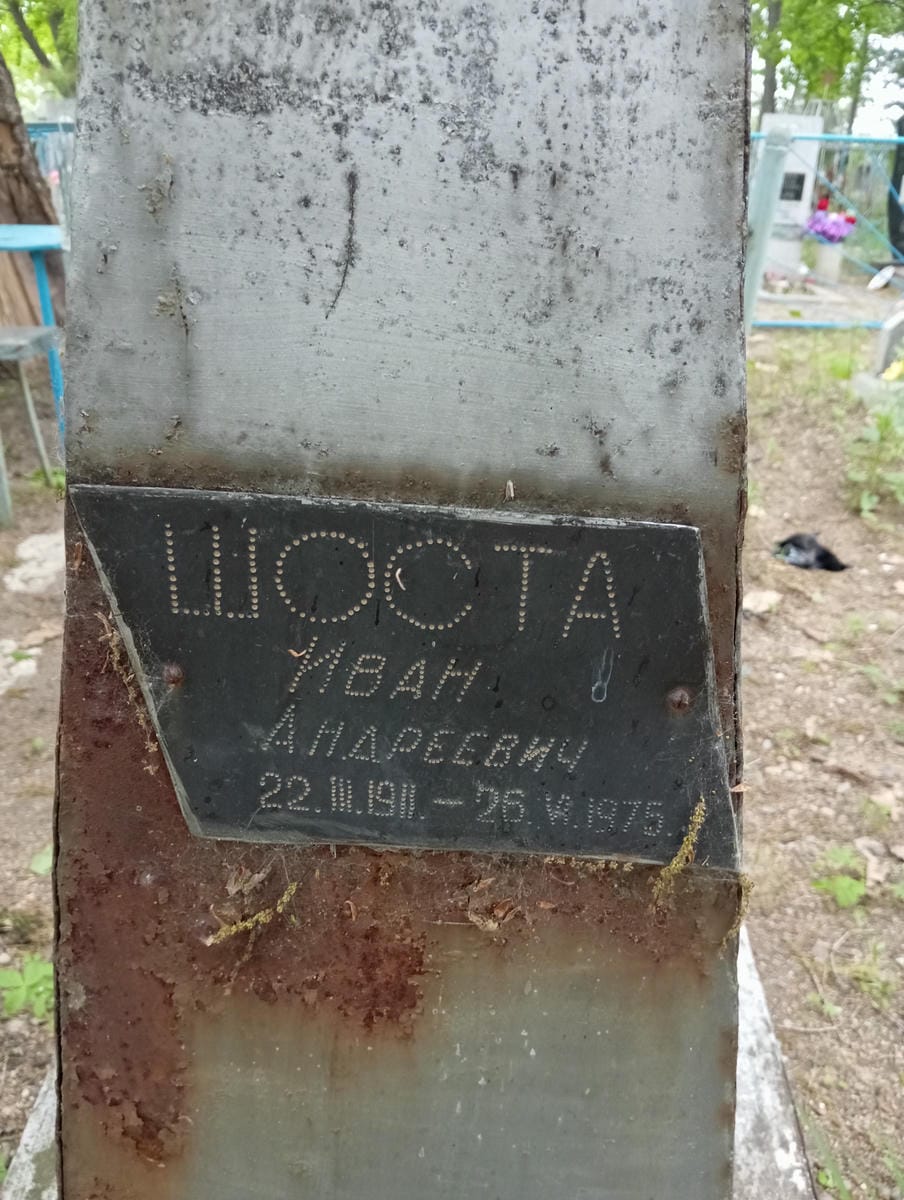 ШОСТА
Иван
Андреевич
22.III.1911.–26.VI.1975.